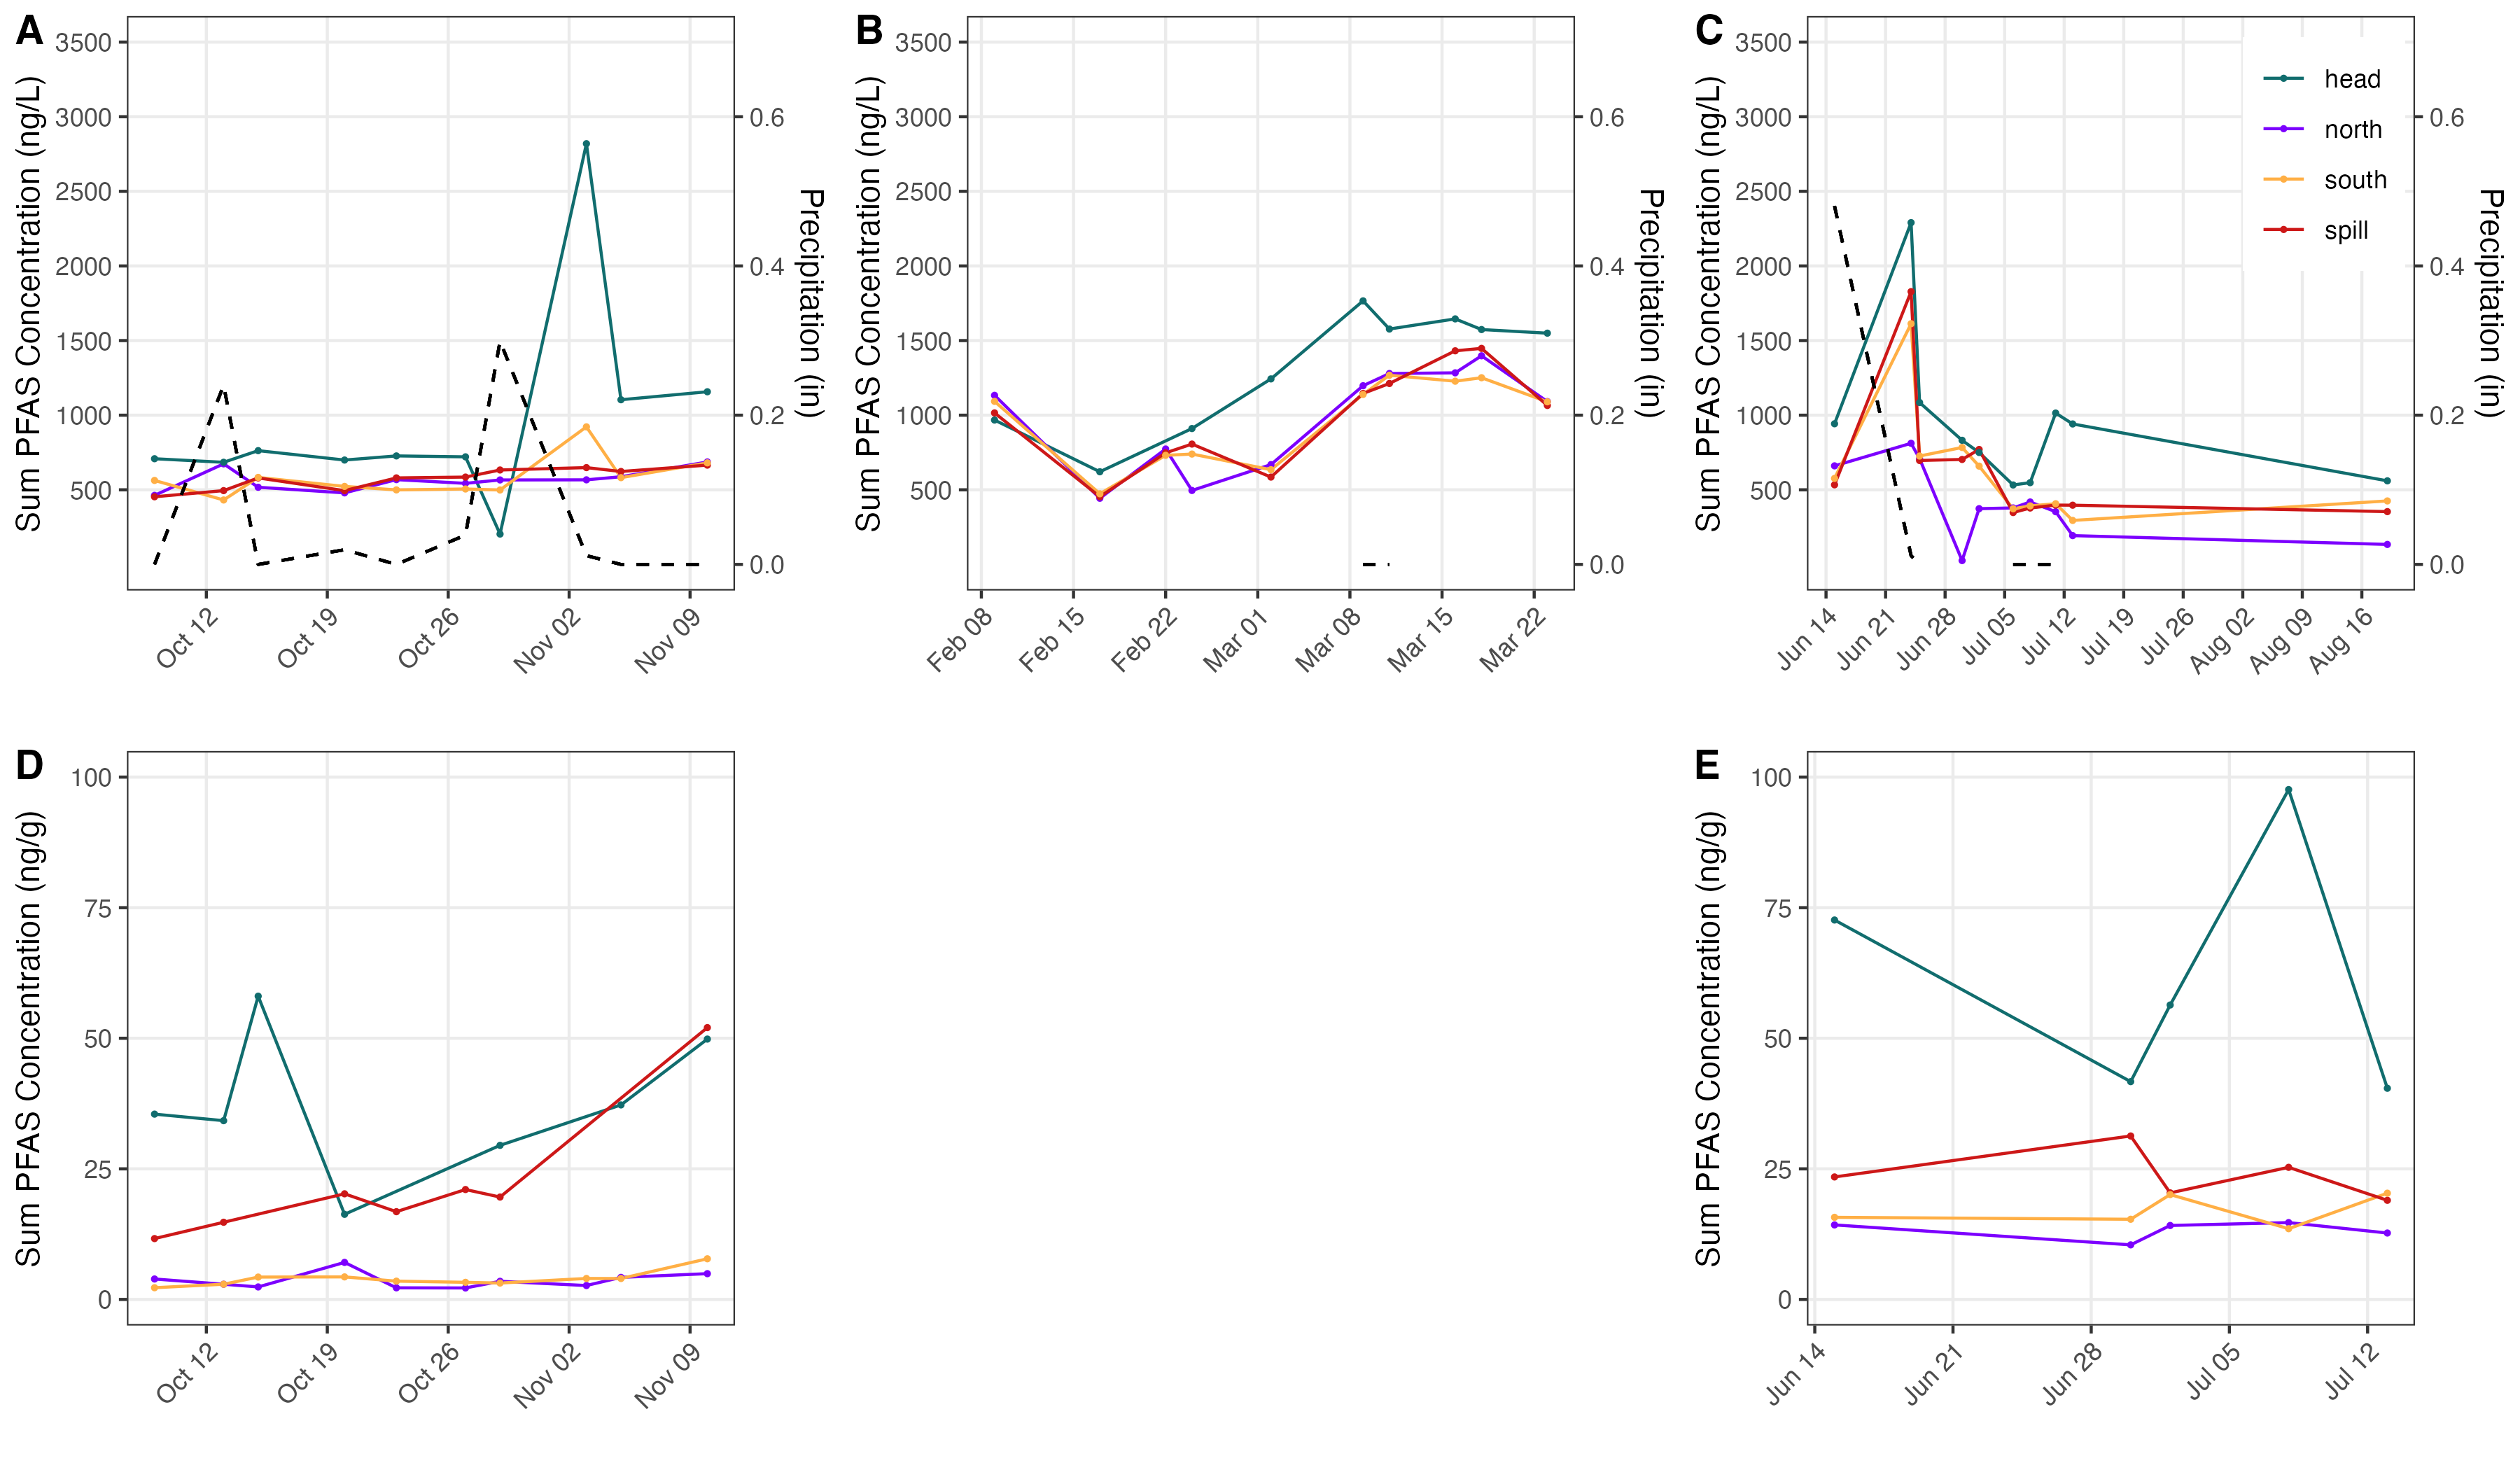 A
Sum PFAS Concentration (ng/L)
3500
3000
2500
2000
1500
1000
500
0.6
0.4
0.2
0.0
Precipitation (in)
Oct 12
Oct 19
Oct 26
Nov 02
Nov 09
B
Sum PFAS Concentration (ng/L)
3500
3000
2500
2000
1500
1000
500
0.6
0.4
0.2
0.0
Precipitation (in)
Feb 08
Feb 15
Feb 22
Mar 01
Mar 08
Mar 15
Mar 22
C
Sum PFAS Concentration (ng/L)
3500
3000
2500
2000
1500
1000
500
head
north
south
spill
0.6
0.4
0.2
0.0
Precipitation (in)
Jun 14
Jun 21
Jun 28
Jul 05
Jul 12
Jul 19
Jul 26
Aug 02
Aug 09
Aug 16
D
Sum PFAS Concentration (ng/g)
100
75
50
25
0
Oct 12
Oct 19
Oct 26
Nov 02
Nov 09
E
Sum PFAS Concentration (ng/g)
100
75
50
25
0
Jun 14
Jun 21
Jun 28
Jul 05
Jul 12